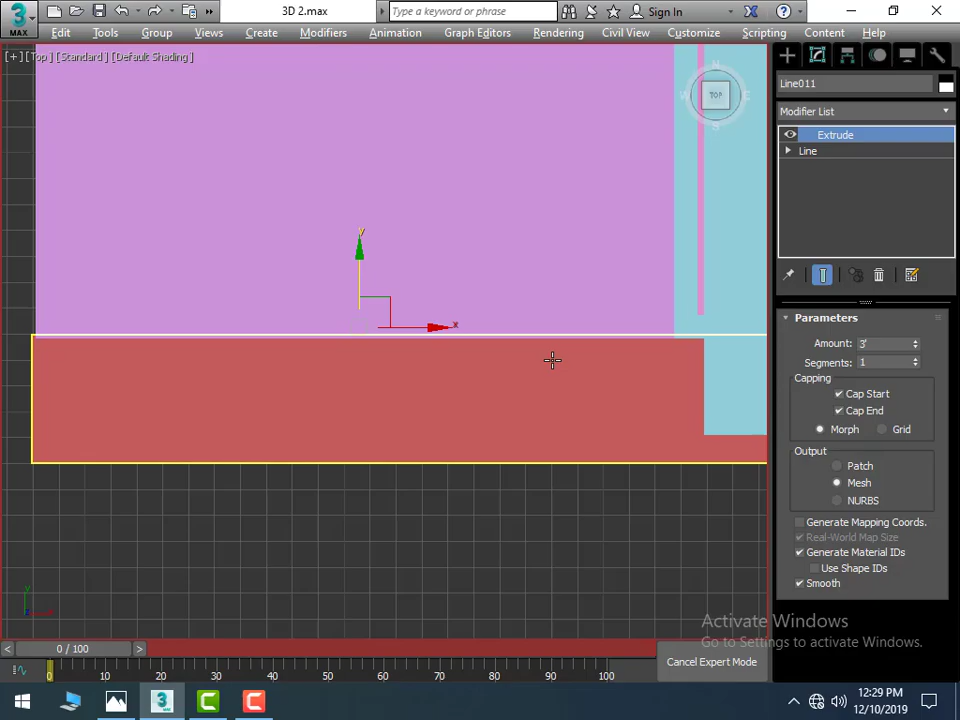 3 MAX
3D 2.max
Type a keyword or phrase
Sign In
Edit Tools Group Views Create Modifiers Animation Graph Editors Rendering Civil View Customize Scripting Content Help
[+] [Top ] [Standard ] [Default Shading ]
N
W TOP E
S
y
x
Line011
Modifier List
Extrude
Line
Parameters
Amount: 3'
Segments: 1
Capping
Cap Start
Cap End
Morph Grid
Output
Patch
Mesh
NURBS
Generate Mapping Coords.
Real-World Map Size
Generate Material IDs
Use Shape IDs
Smooth
y
Activate Windows
Go to Settings to activate Windows.
< 0 / 100 >
Cancel Expert Mode
0 10 20 30 40 50 60 70 80 90 100
12:29 PM
12/10/2019